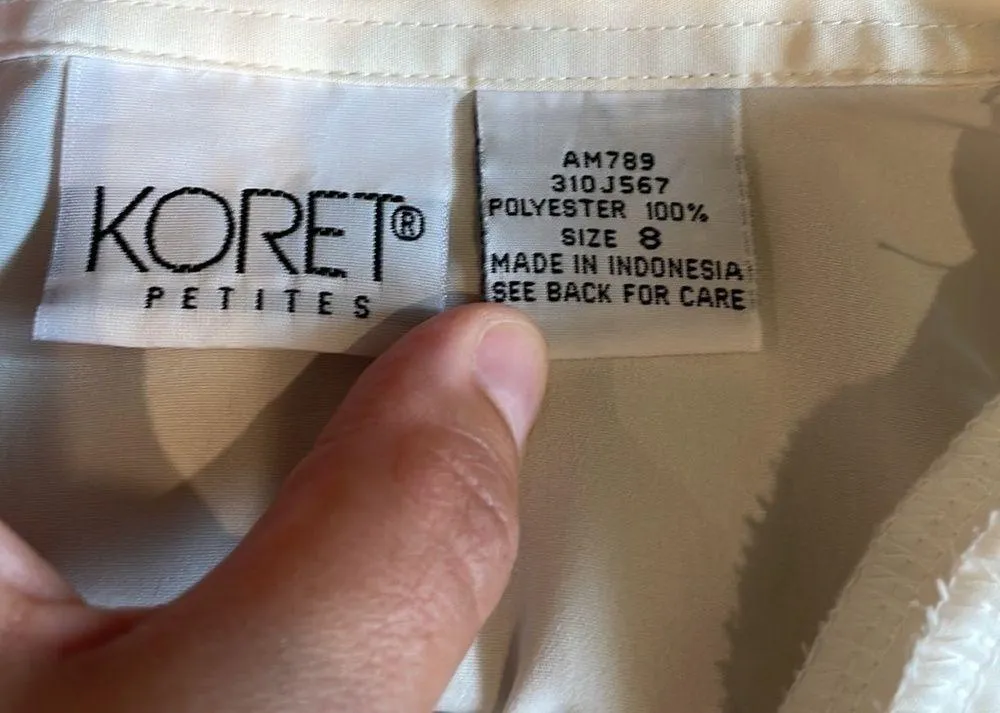 KORET®
PETITES
AM789
310J567
POLYESTER 100%
SIZE 8
MADE IN INDONESIA
SEE BACK FOR CARE